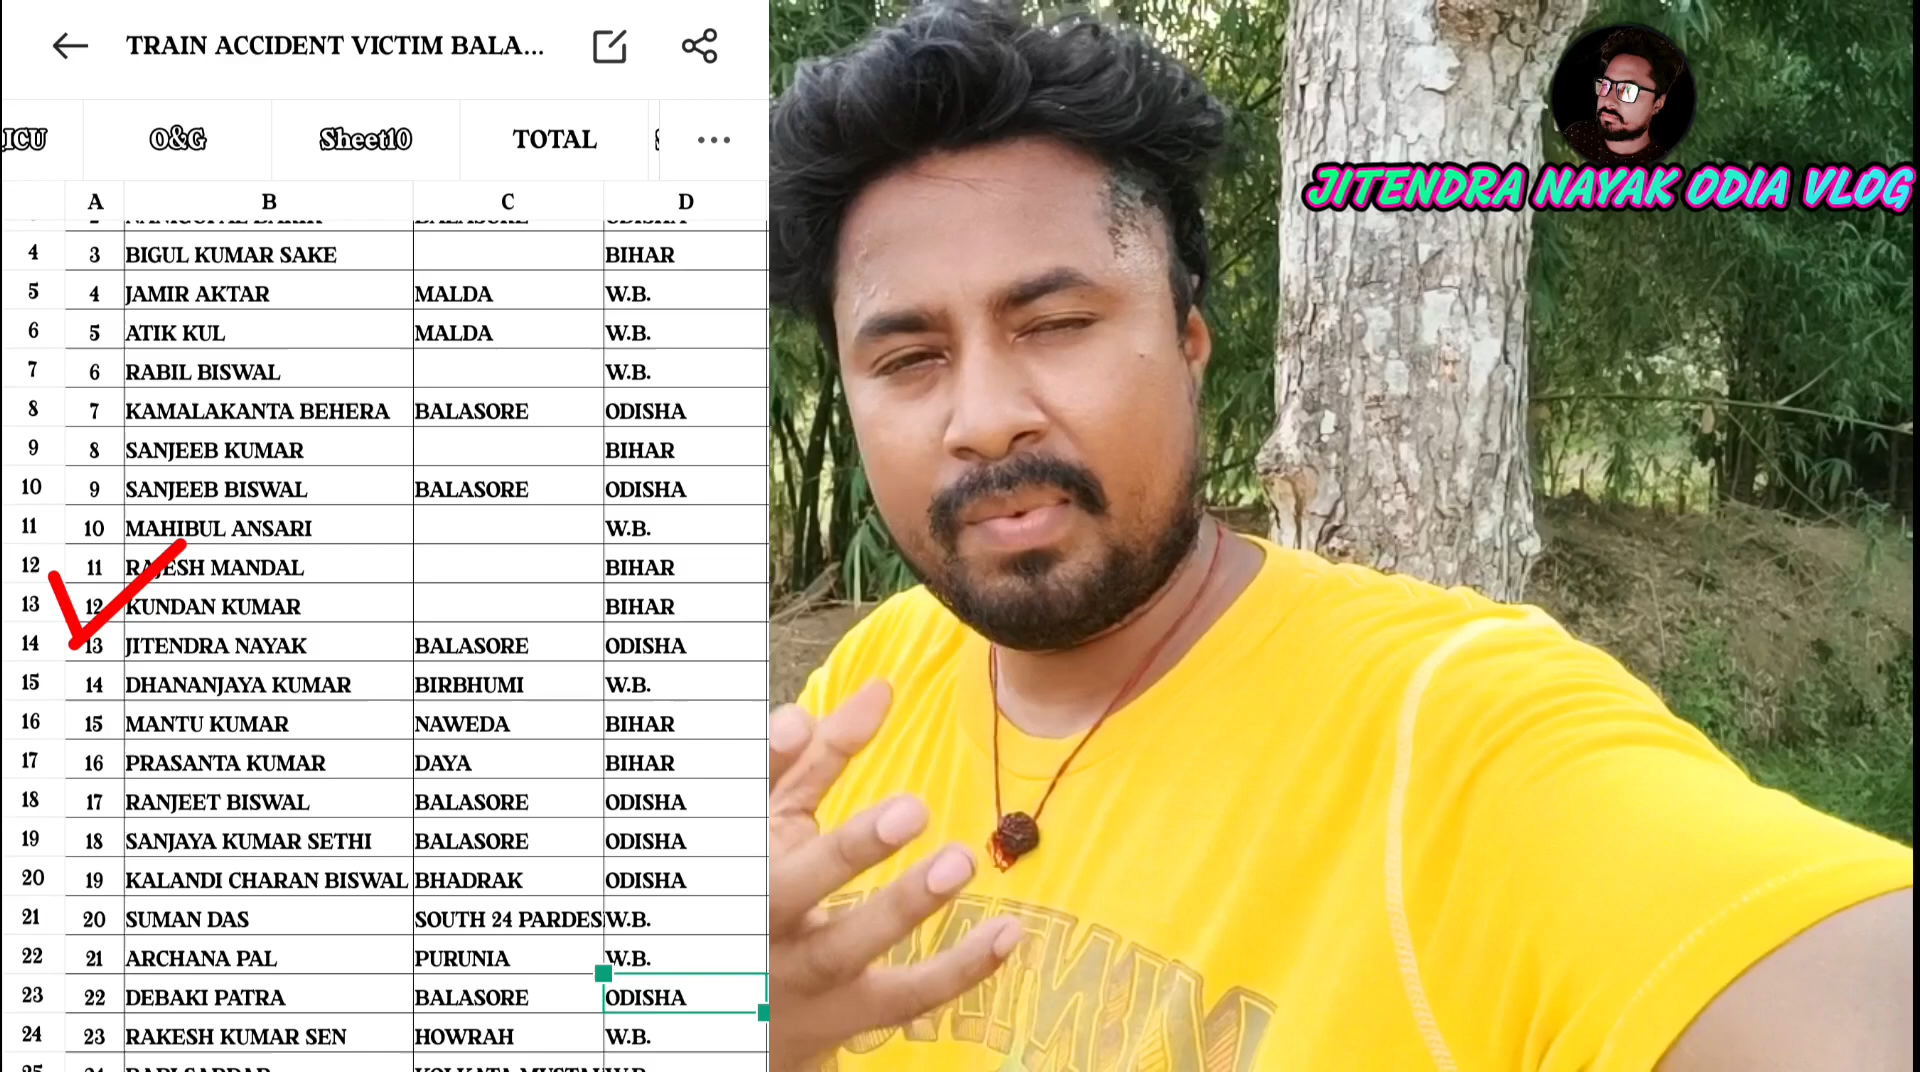 TRAIN ACCIDENT VICTIM BALA...
ICU O&G Sheet10 TOTAL ...
A B C D
4 3 BIGUL KUMAR SAKE BIHAR
5 4 JAMIR AKTAR MALDA W.B.
6 5 ATIK KUL MALDA W.B.
7 6 RABIL BISWAL W.B.
8 7 KAMALAKANTA BEHERA BALASORE ODISHA
9 8 SANJEEB KUMAR BIHAR
10 9 SANJEEB BISWAL BALASORE ODISHA
11 10 MAHIBUL ANSARI W.B.
12 11 RAJESH MANDAL BIHAR
13 12 KUNDAN KUMAR BIHAR
14 13 JITENDRA NAYAK BALASORE ODISHA
15 14 DHANANJAYA KUMAR BIRBHUMI W.B.
16 15 MANTU KUMAR NAWEDA BIHAR
17 16 PRASANTA KUMAR DAYA BIHAR
18 17 RANJEET BISWAL BALASORE ODISHA
19 18 SANJAYA KUMAR SETHI BALASORE ODISHA
20 19 KALANDI CHARAN BISWAL BHADRAK ODISHA
21 20 SUMAN DAS SOUTH 24 PARDES W.B.
22 21 ARCHANA PAL PURUNIA W.B.
23 22 DEBAKI PATRA BALASORE ODISHA
24 23 RAKESH KUMAR SEN HOWRAH W.B.
JITENDRA NAYAK ODIA VLOG